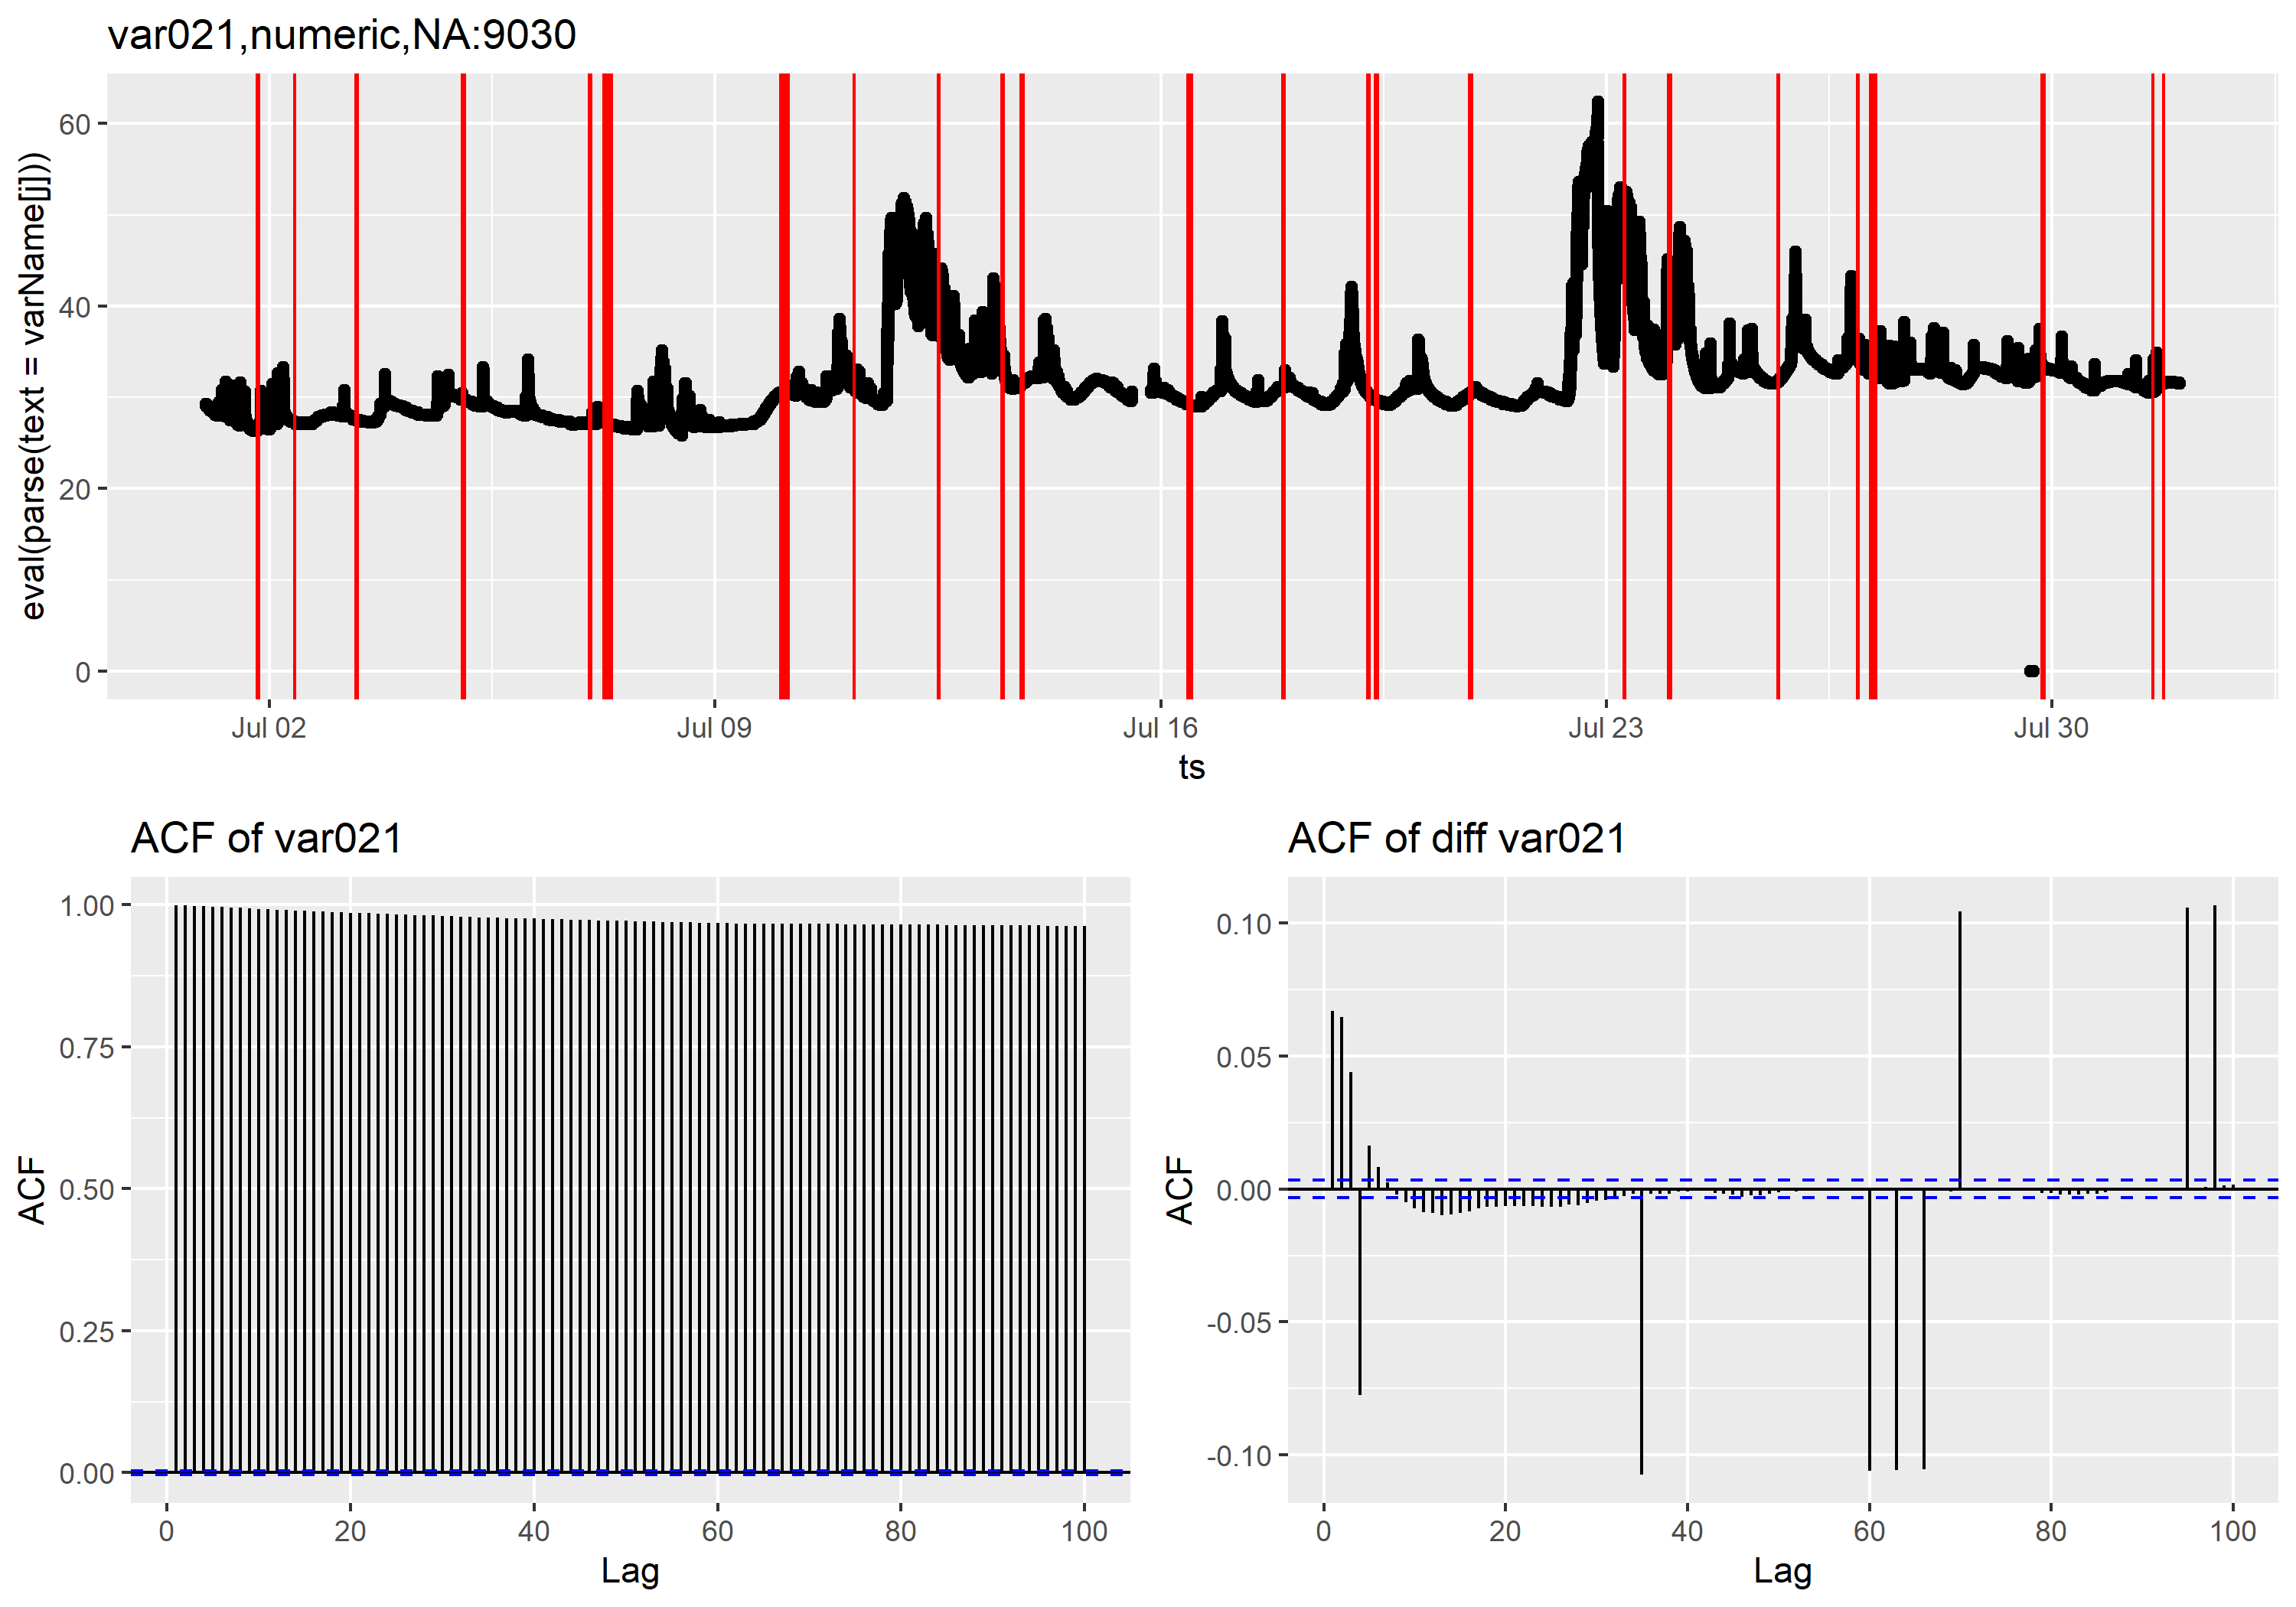 var021,numeric,NA:9030
eval(parse(text = varName[j]))
60
40
20
0
Jul 02 Jul 09 Jul 16 Jul 23 Jul 30
ts
ACF of var021
ACF
1.00
0.75
0.50
0.25
0.00
0 20 40 60 80 100
Lag
ACF of diff var021
ACF
0.10
0.05
0.00
-0.05
-0.10
0 20 40 60 80 100
Lag